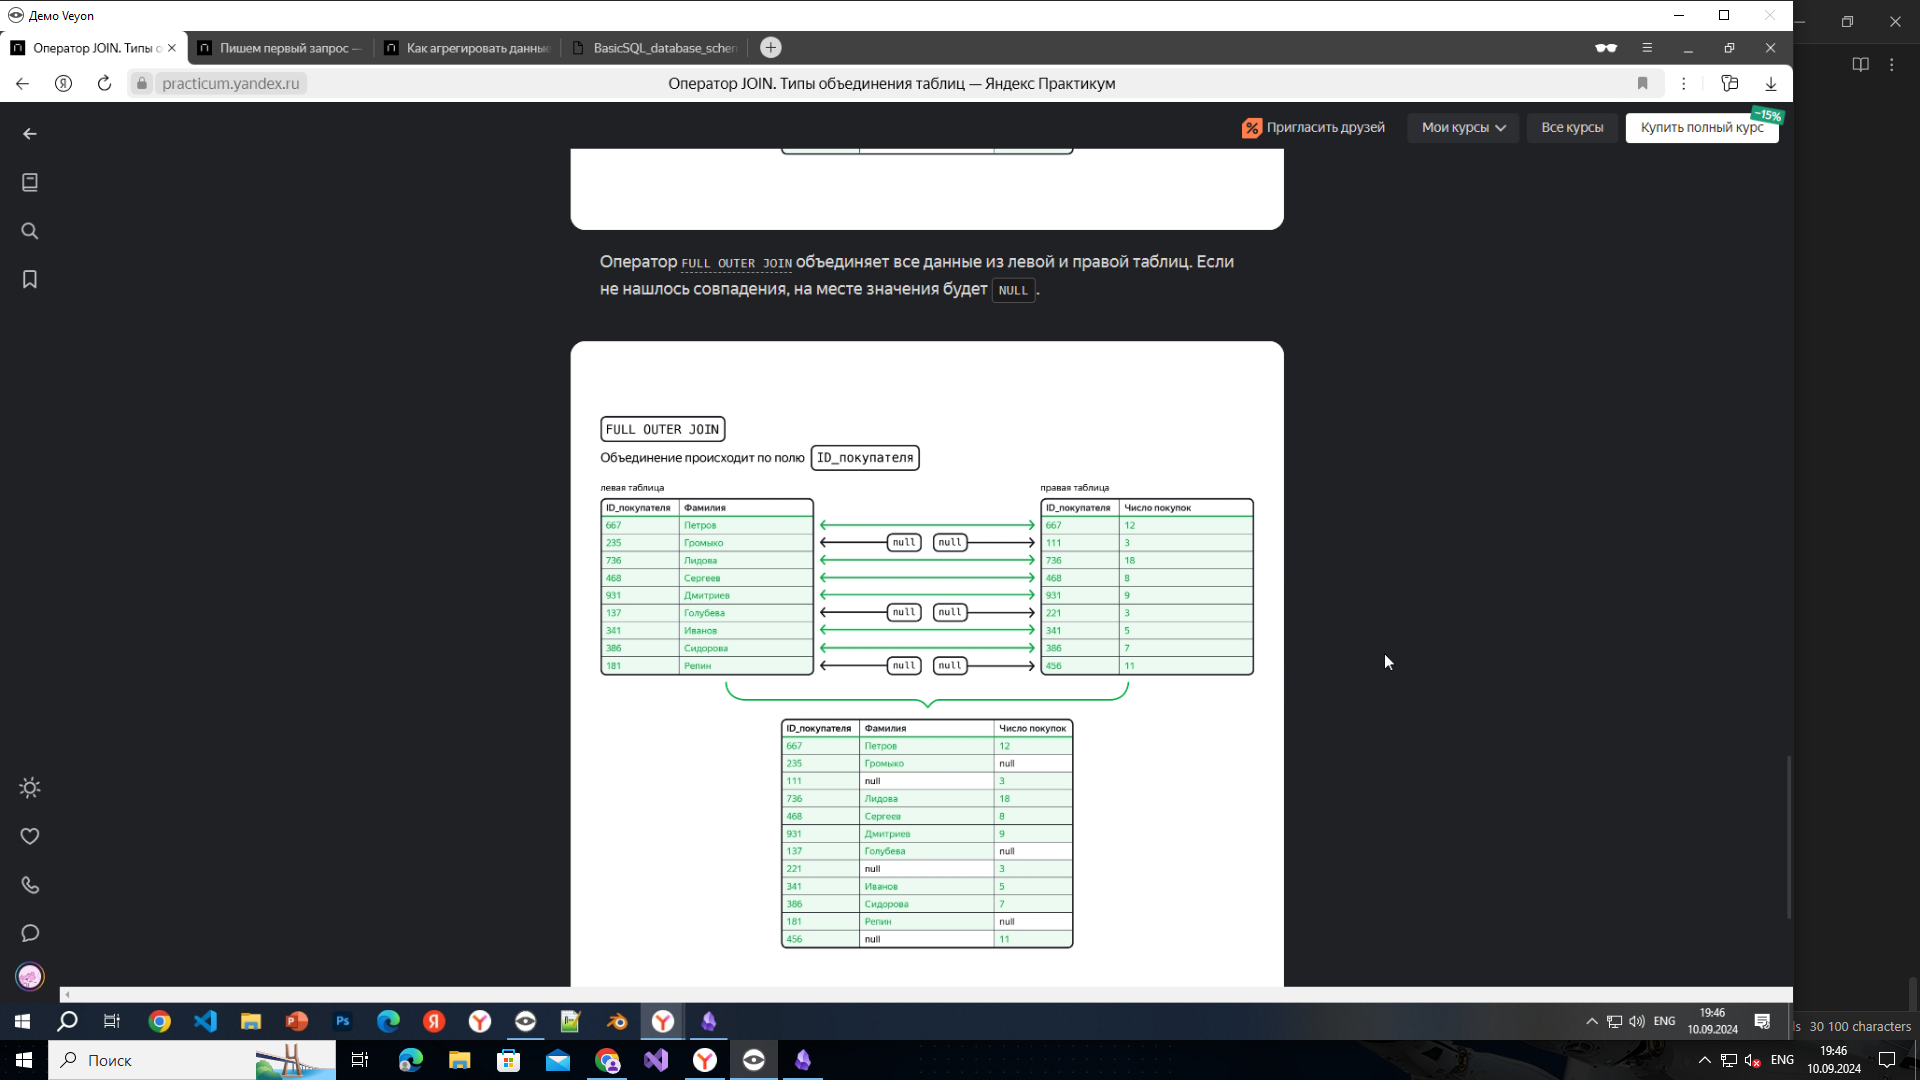 Демо Veyon
Оператор JOIN. Типы о
Пишем первый запрос —
Как агрегировать данные
BasicSQL_database_schem
practicum.yandex.ru
Оператор JOIN. Типы объединения таблиц — Яндекс Практикум
Пригласить друзей
Мои курсы
Все курсы
Купить полный курс
−15%
Оператор FULL OUTER JOIN объединяет все данные из левой и правой таблиц. Если
не нашлось совпадения, на месте значения будет NULL.
FULL OUTER JOIN
Объединение происходит по полю ID_покупателя
левая таблица
ID_покупателя Фамилия
667 Петров
235 Громыко
736 Лидова
468 Сергеев
931 Дмитриев
137 Голубева
341 Иванов
386 Сидорова
181 Репин
null null
null null
null null
правая таблица
ID_покупателя Число покупок
667 12
111 3
736 18
468 8
931 9
221 3
341 5
386 7
456 11
ID_покупателя Фамилия Число покупок
667 Петров 12
235 Громыко null
111 null 3
736 Лидова 18
468 Сергеев 8
931 Дмитриев 9
137 Голубева null
221 null 3
341 Иванов 5
386 Сидорова 7
181 Репин null
456 null 11
ENG
19:46
10.09.2024
ls 30 100 characters
Поиск
ENG
19:46
10.09.2024